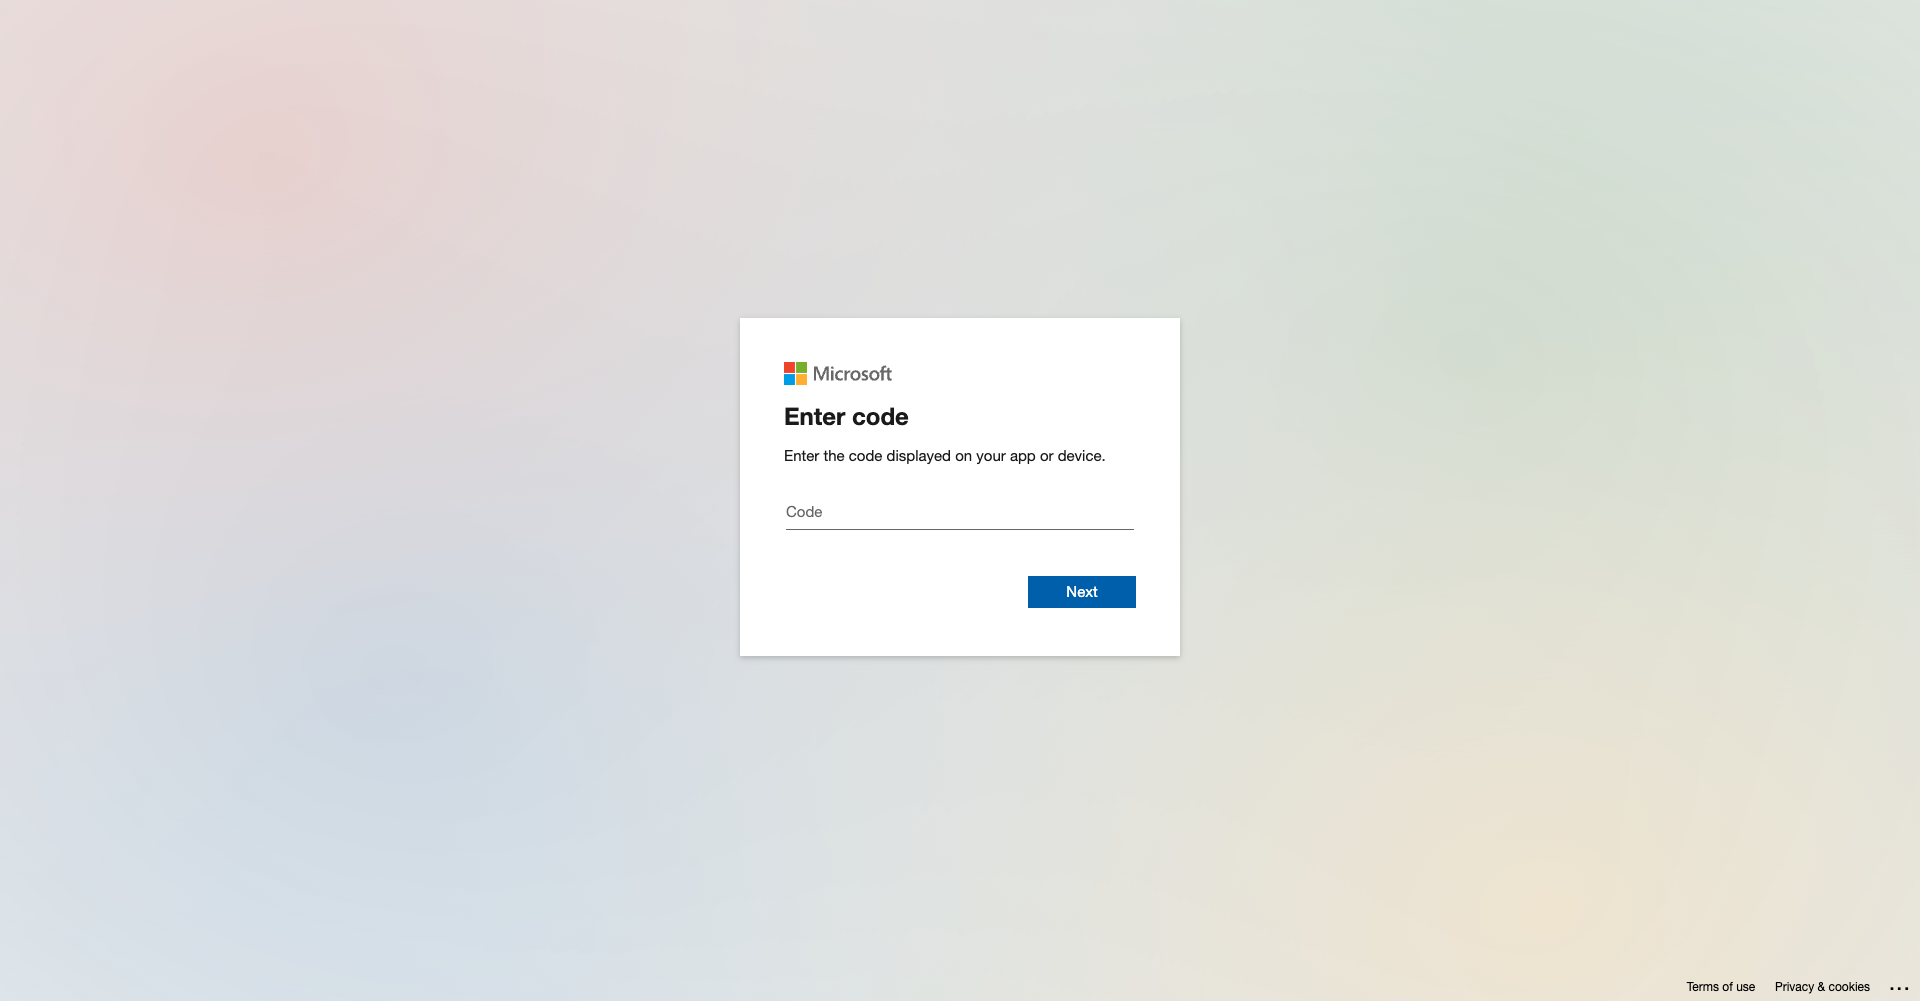 Microsoft
Enter code
Enter the code displayed on your app or device.
Code
Next
Terms of use Privacy & cookies ...